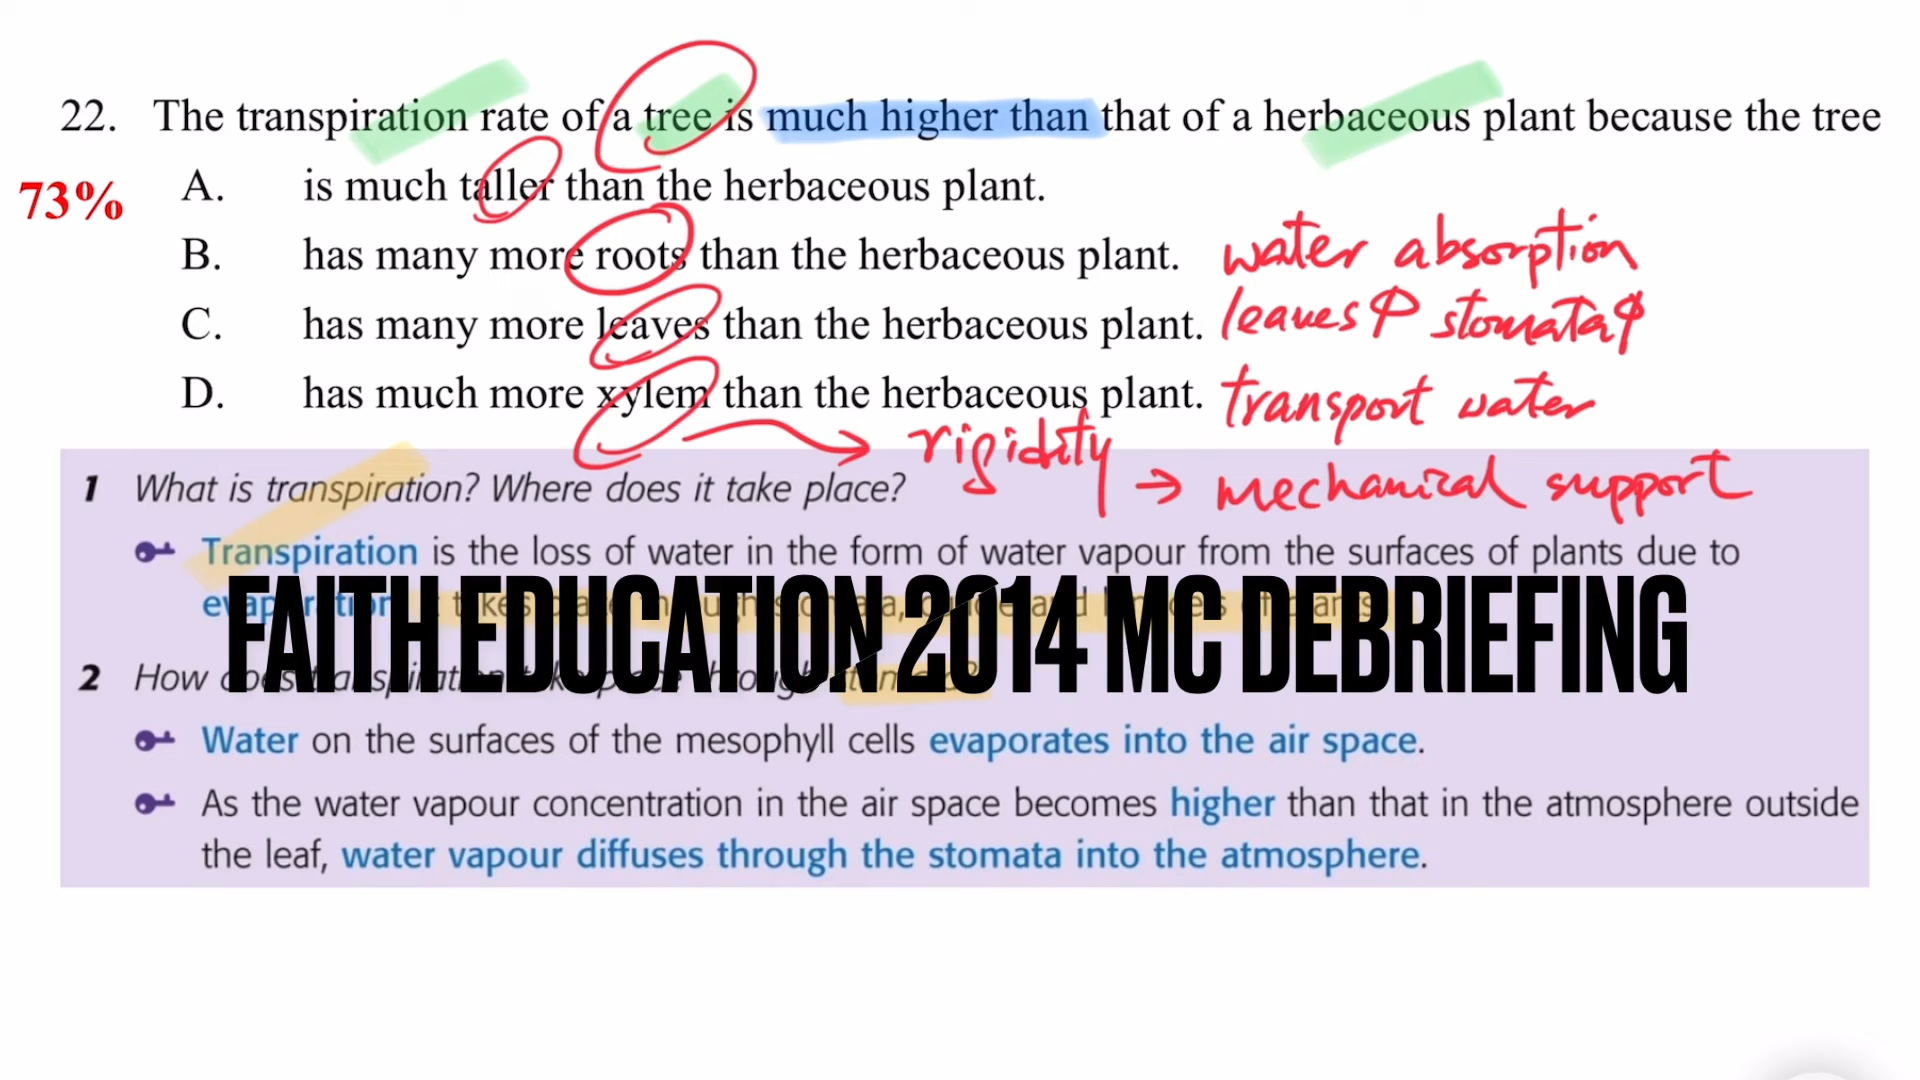 22. The transpiration rate of a tree is much higher than that of a herbaceous plant because the tree
73%
A. is much taller than the herbaceous plant.
B. has many more roots than the herbaceous plant. water absorption
C. has many more leaves than the herbaceous plant. leaves↑ stomata↑
D. has much more xylem than the herbaceous plant. transport water
→ rigidity → mechanical support
1 What is transpiration? Where does it take place?
Transpiration is the loss of water in the form of water vapour from the surfaces of plants due to
evaporation
FAITH EDUCATION 2014 MC DEBRIEFING
2 How does transpiration take place through
Water on the surfaces of the mesophyll cells evaporates into the air space.
As the water vapour concentration in the air space becomes higher than that in the atmosphere outside
the leaf, water vapour diffuses through the stomata into the atmosphere.